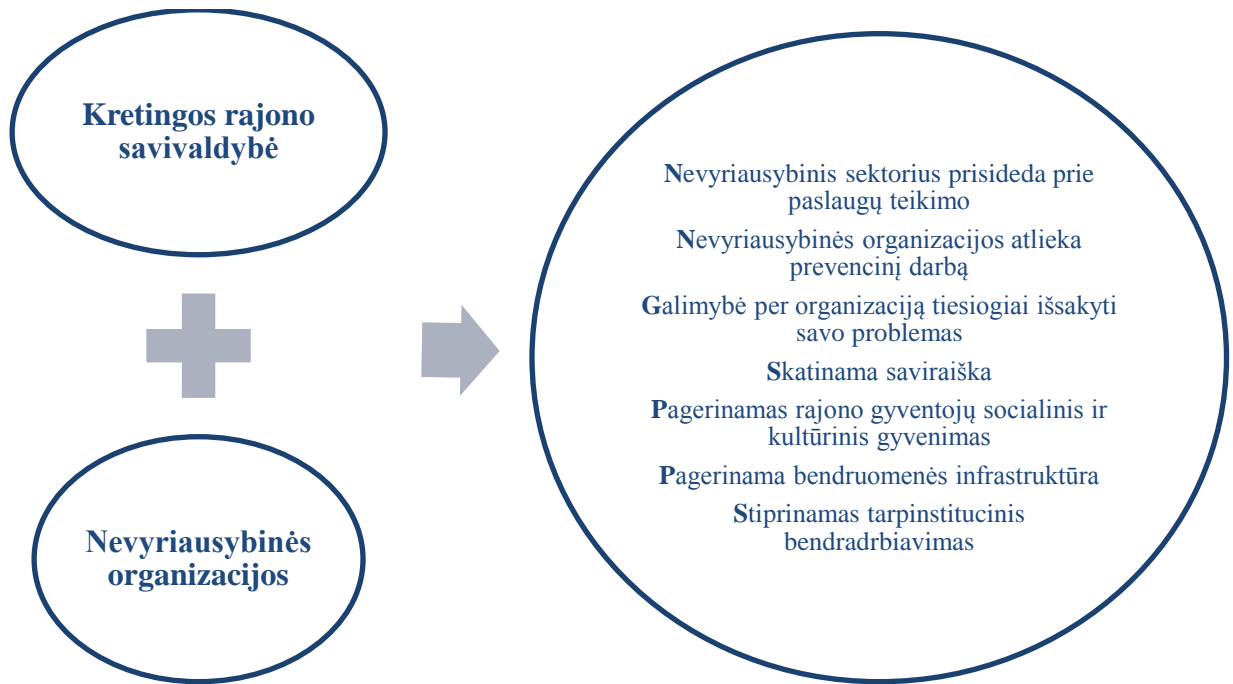 Kretingos rajono
savivaldybė
Nevyriausybinės
organizacijos
Nevyriausybinis sektorius prisideda prie
paslaugų teikimo
Nevyriausybinės organizacijos atlieka
prevencinį darbą
Galimybė per organizaciją tiesiogiai išsakyti
savo problemas
Skatinama saviraiška
Pagerinamas rajono gyventojų socialinis ir
kultūrinis gyvenimas
Pagerinama bendruomenės infrastruktūra
Stiprinamas tarpinstitucinis
bendradrbiavimas